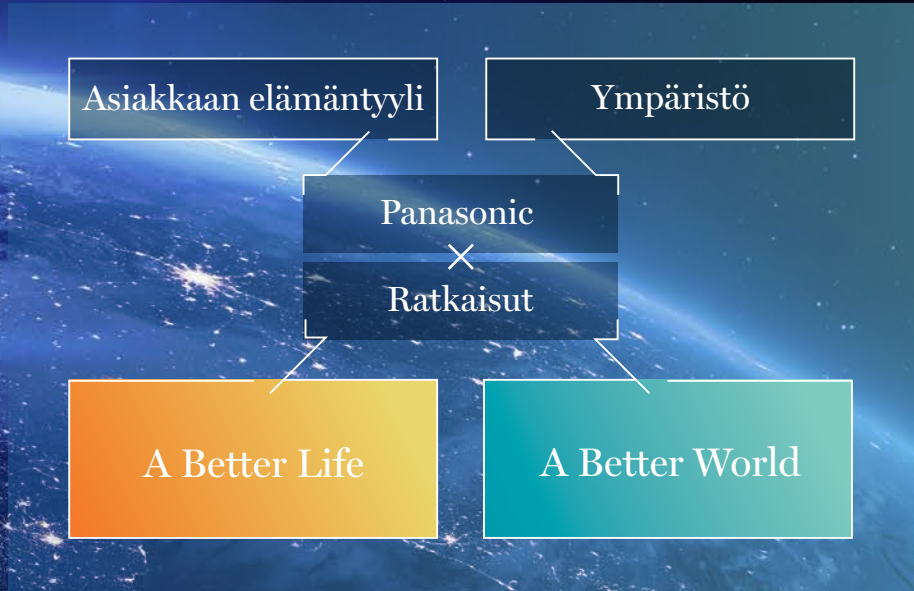 Asiakkaan elämäntyyli
Ympäristö
Panasonic
×
Ratkaisut
A Better Life
A Better World